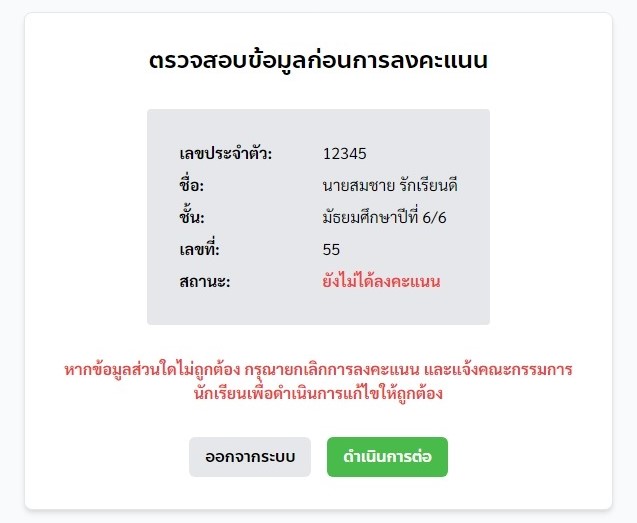 ตรวจสอบข้อมูลก่อนการลงคะแนน
เลขประจำตัว: 12345
ชื่อ: นายสมชาย รักเรียนดี
ชั้น: มัธยมศึกษาปีที่ 6/6
เลขที่: 55
สถานะ: ยังไม่ได้ลงคะแนน
หากข้อมูลส่วนใดไม่ถูกต้อง กรุณายกเลิกการลงคะแนน และแจ้งคณะกรรมการ
นักเรียนเพื่อดำเนินการแก้ไขให้ถูกต้อง
ออกจากระบบ ดำเนินการต่อ